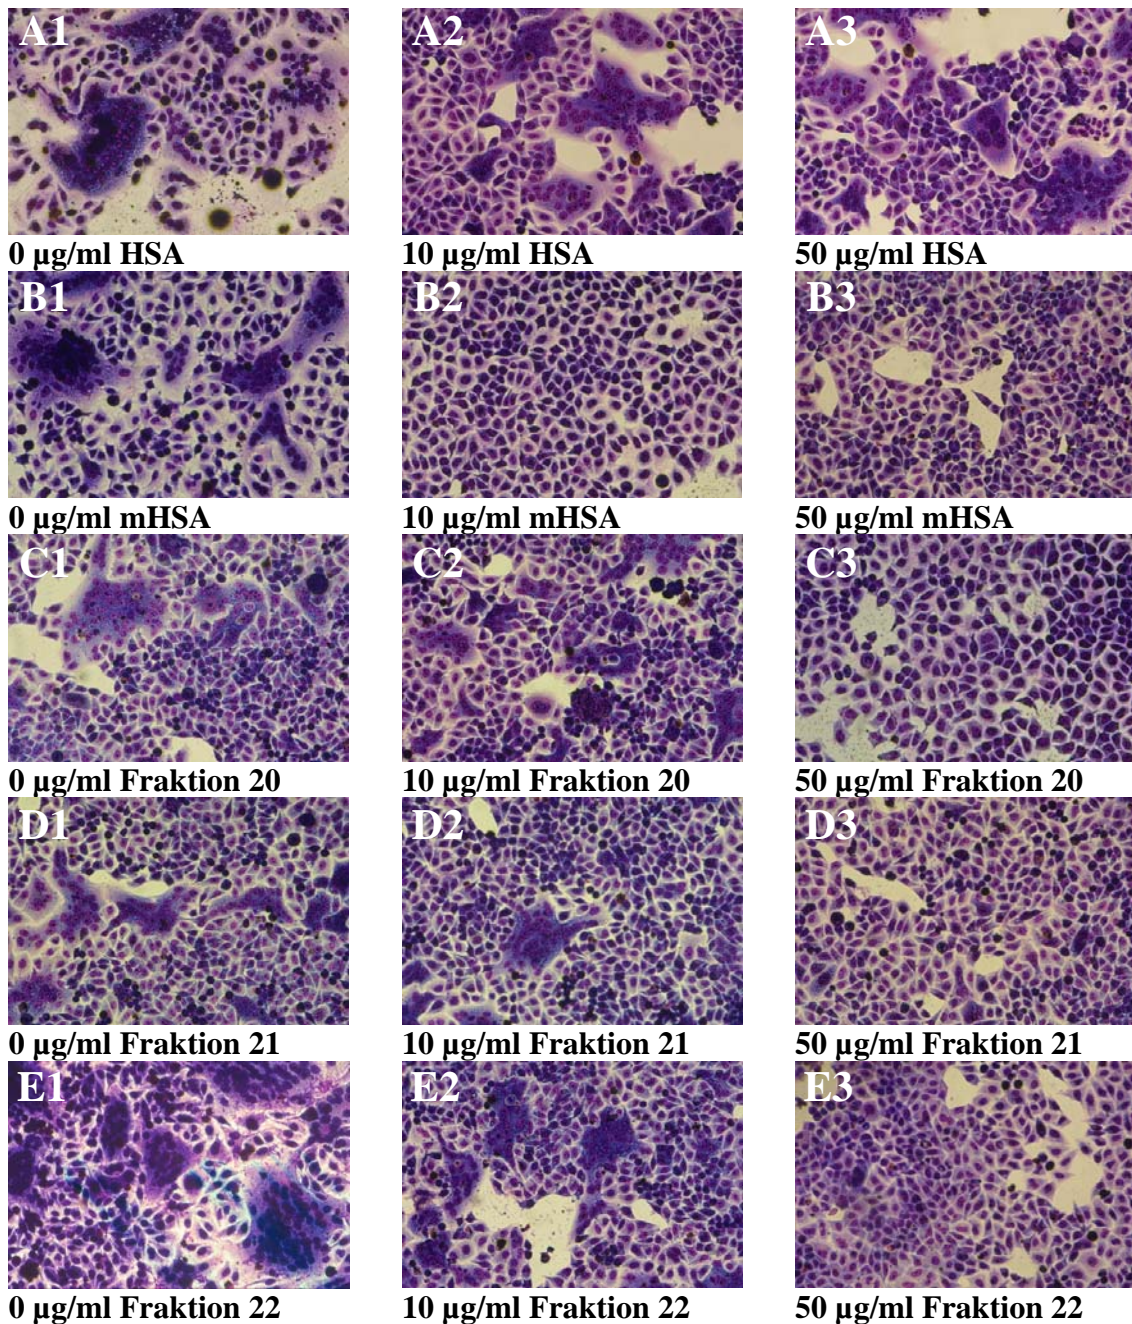 A1 A2 A3
0 µg/ml HSA 10 µg/ml HSA 50 µg/ml HSA
B1 B2 B3
0 µg/ml mHSA 10 µg/ml mHSA 50 µg/ml mHSA
C1 C2 C3
0 µg/ml Fraktion 20 10 µg/ml Fraktion 20 50 µg/ml Fraktion 20
D1 D2 D3
0 µg/ml Fraktion 21 10 µg/ml Fraktion 21 50 µg/ml Fraktion 21
E1 E2 E3
0 µg/ml Fraktion 22 10 µg/ml Fraktion 22 50 µg/ml Fraktion 22